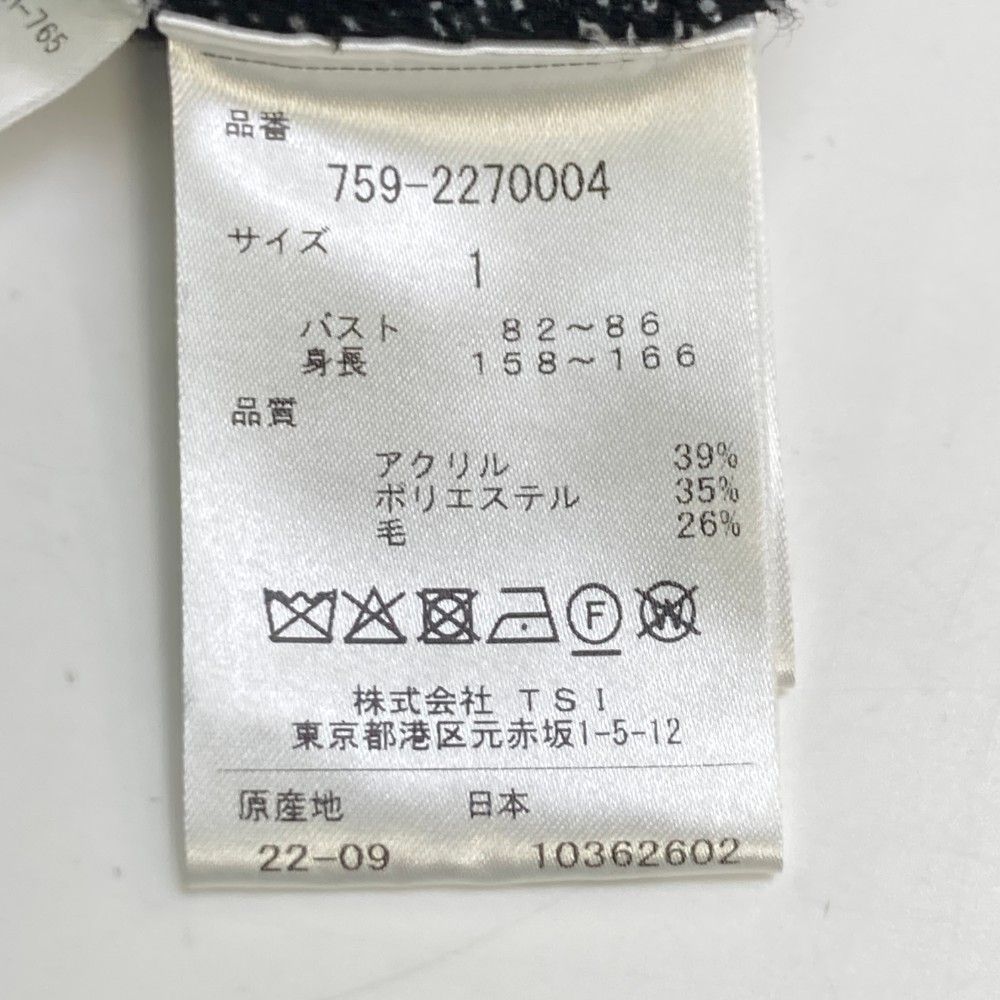 -765
品番
759-2270004
サイズ
1
バスト 82～86
身長 158～166
品質
アクリル 39%
ポリエステル 35%
毛 26%
F W
株式会社 TSI
東京都港区元赤坂1-5-12
原産地 日本
22-09 10362602